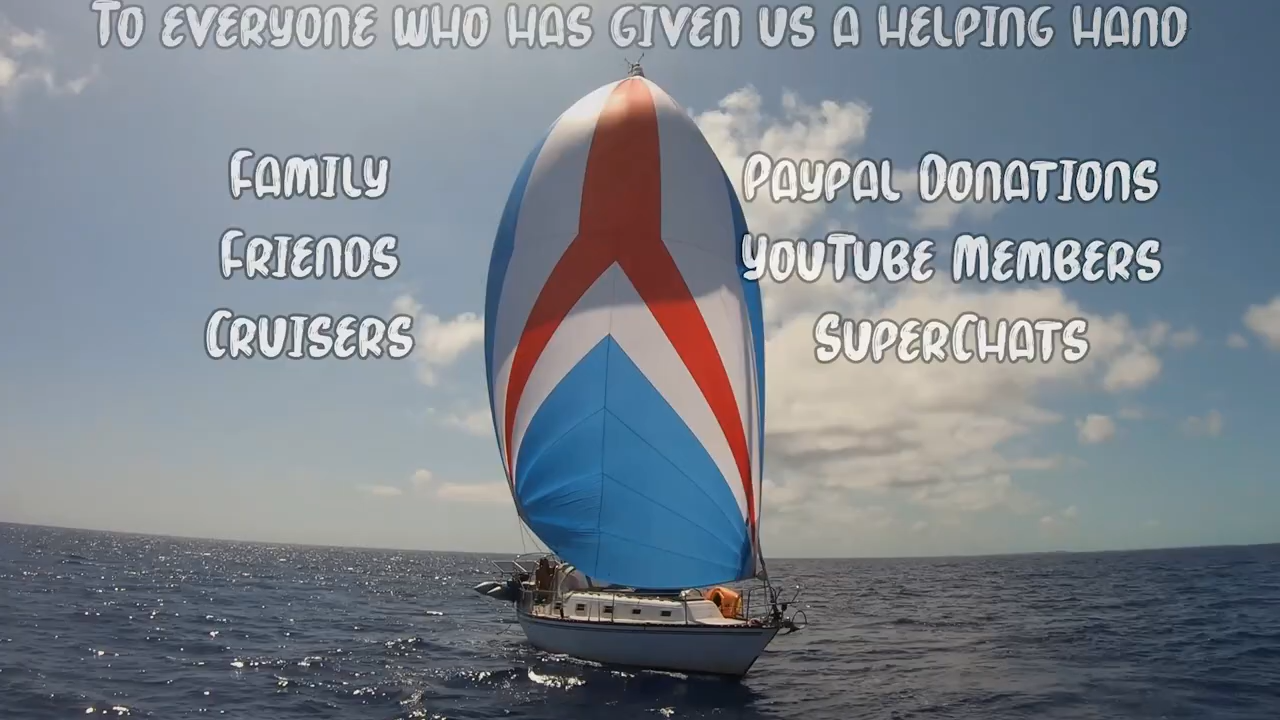 To everyone who has given us a helping hand
Family
Friends
Cruisers
Paypal Donations
YouTube Members
SuperChats